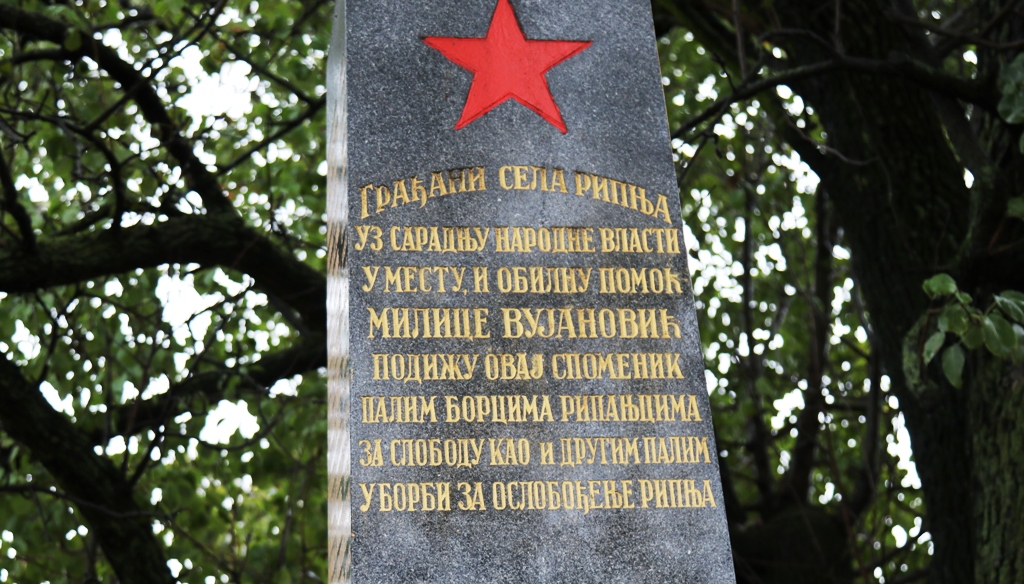 ГРАЂАНИ СЕЛА РИПЊА
УЗ САРАДЊУ НАРОДНЕ ВЛАСТИ
У МЕСТУ, И ОБИЛНУ ПОМОЋ
МИЛИЦЕ ВУЈАНОВИЋ
ПОДИЖУ ОВАЈ СПОМЕНИК
ПАЛИМ БОРЦИМА РИПАЊЦИМА
ЗА СЛОБОДУ КАО И ДРУГИМ ПАЛИМ
У БОРБИ ЗА ОСЛОБОЂЕЊЕ РИПЊА